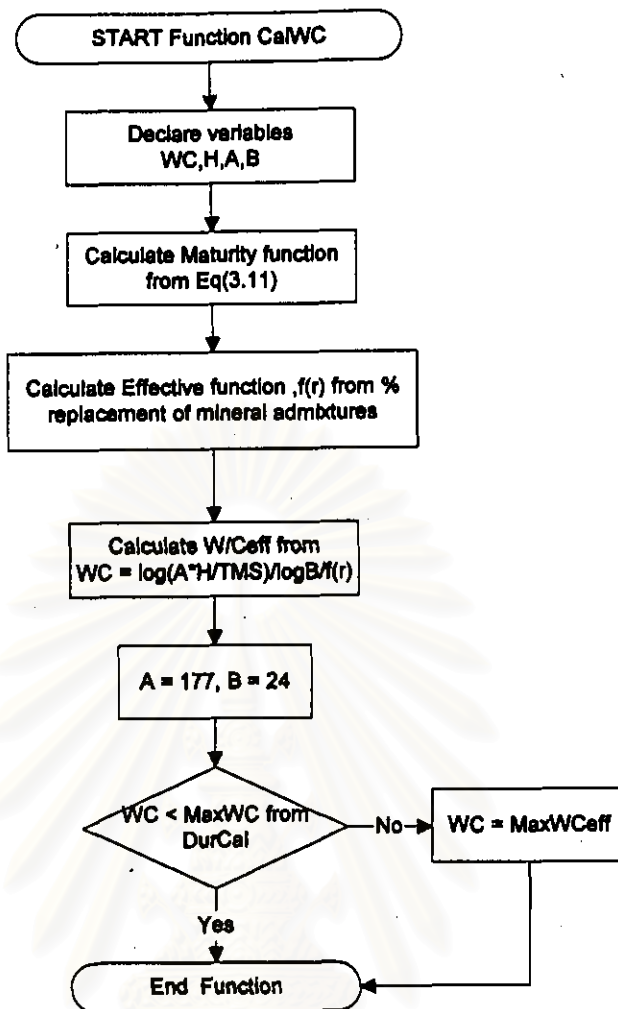 START Function CalWC
Declare variables
WC,H,A,B
Calculate Maturity function
from Eq(3.11)
Calculate Effective function ,f(r) from %
replacement of mineral admixtures
Calculate W/Ceff from
WC = log(A*H/TMS)/logB/f(r)
A = 177, B = 24
WC < MaxWC from
DurCal
No
WC = MaxWCeff
Yes
End Function